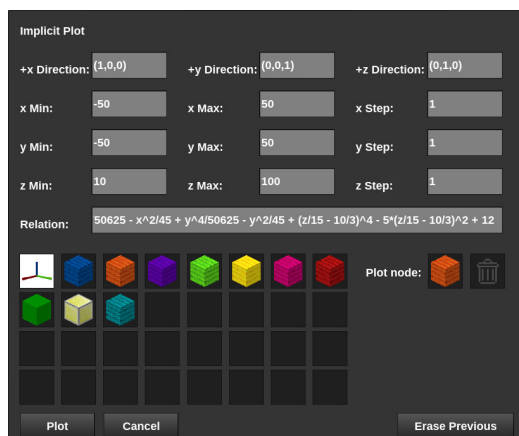 Implicit Plot
+x Direction: (1,0,0) +y Direction: (0,0,1) +z Direction: (0,1,0)
x Min: -50 x Max: 50 x Step: 1
y Min: -50 y Max: 50 y Step: 1
z Min: 10 z Max: 100 z Step: 1
Relation: 50625 - x^2/45 + y^4/50625 - y^2/45 + (z/15 - 10/3)^4 - 5*(z/15 - 10/3)^2 + 12
Plot node:
Plot Cancel Erase Previous